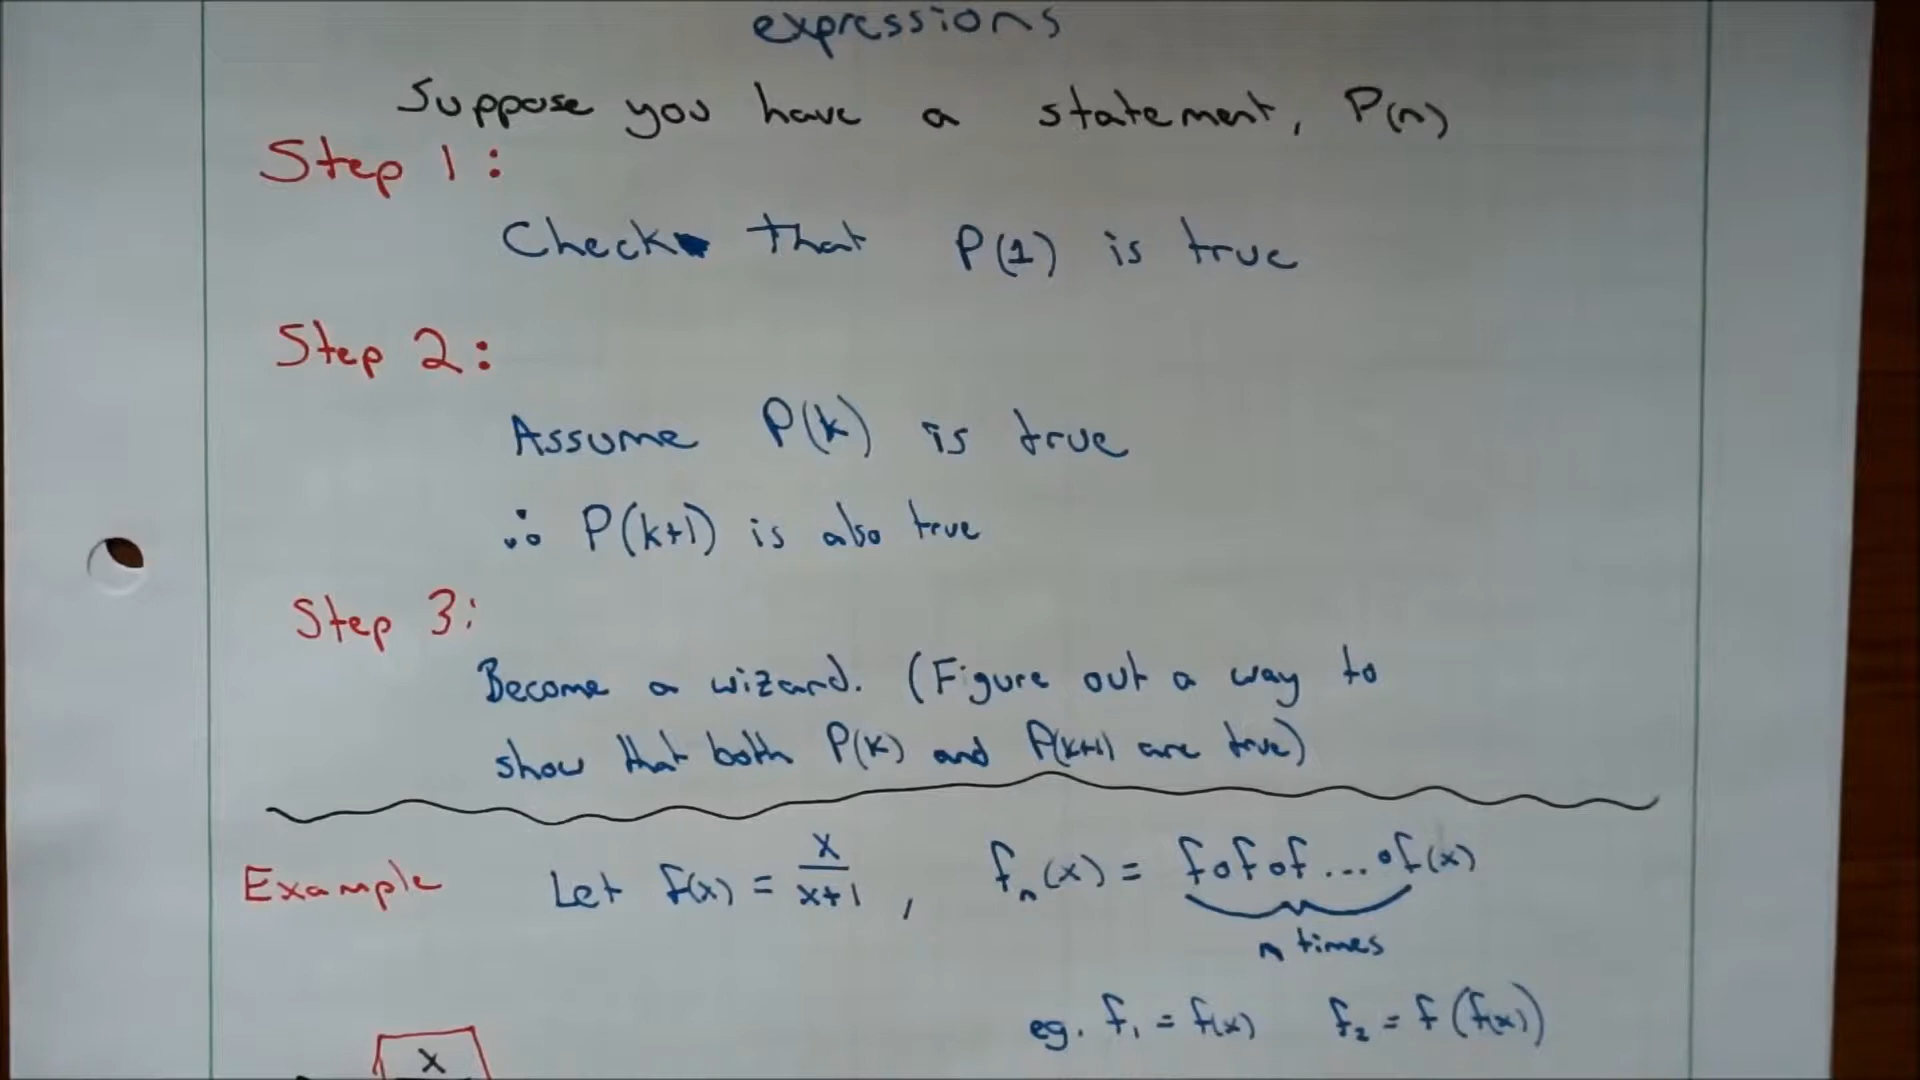 expressions
Suppose you have a statement, P(n)
Step 1:
Check that P(1) is true
Step 2:
Assume P(k) is true
∴ P(k+1) is also true
Step 3:
Become a wizard. (Figure out a way to
show that both P(k) and P(k+1) are true)
Example Let f(x) = x/(x+1), fₙ(x) = f∘f∘f...∘f(x)
n times
eg. f₁ = f(x) f₂ = f(f(x))
x